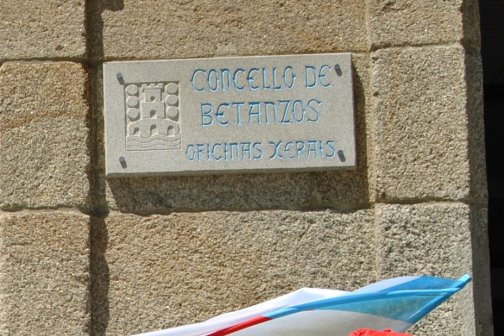 CONCELLO DE
BETANZOS
OFICINAS XERAIS